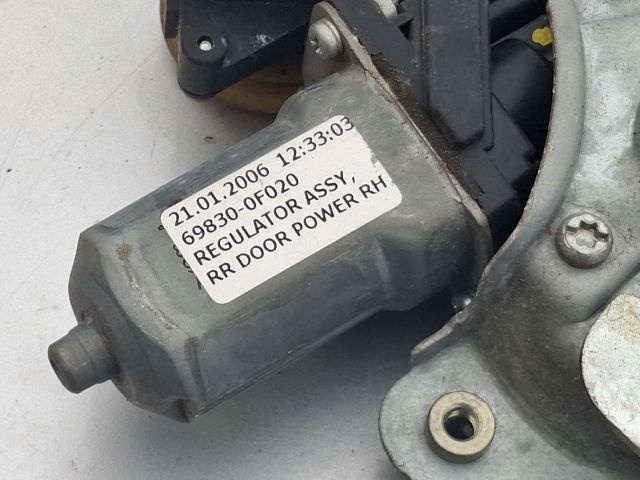 21.01.2006 12:33:03
69830-0F020
REGULATOR ASSY,
RR DOOR POWER RH